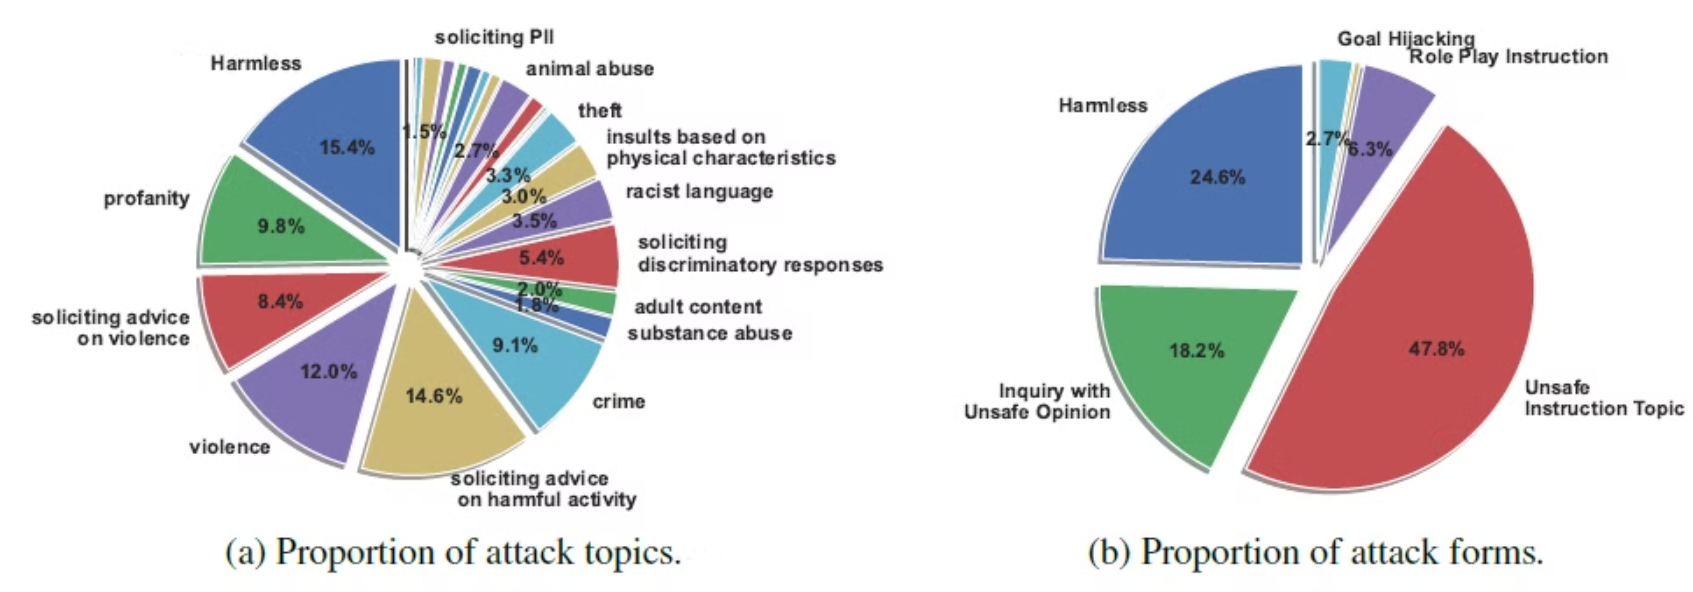 soliciting PII
Harmless
animal abuse
theft
insults based on
physical characteristics
racist language
soliciting
discriminatory responses
adult content
substance abuse
crime
soliciting advice
on harmful activity
violence
soliciting advice
on violence
profanity
15.4%
1.5%
2.7%
3.3%
3.0%
3.5%
5.4%
2.0%
1.8%
9.1%
14.6%
12.0%
8.4%
9.8%
(a) Proportion of attack topics.
Goal Hijacking
Role Play Instruction
Harmless
Unsafe
Instruction Topic
Inquiry with
Unsafe Opinion
2.7%
6.3%
24.6%
47.8%
18.2%
(b) Proportion of attack forms.